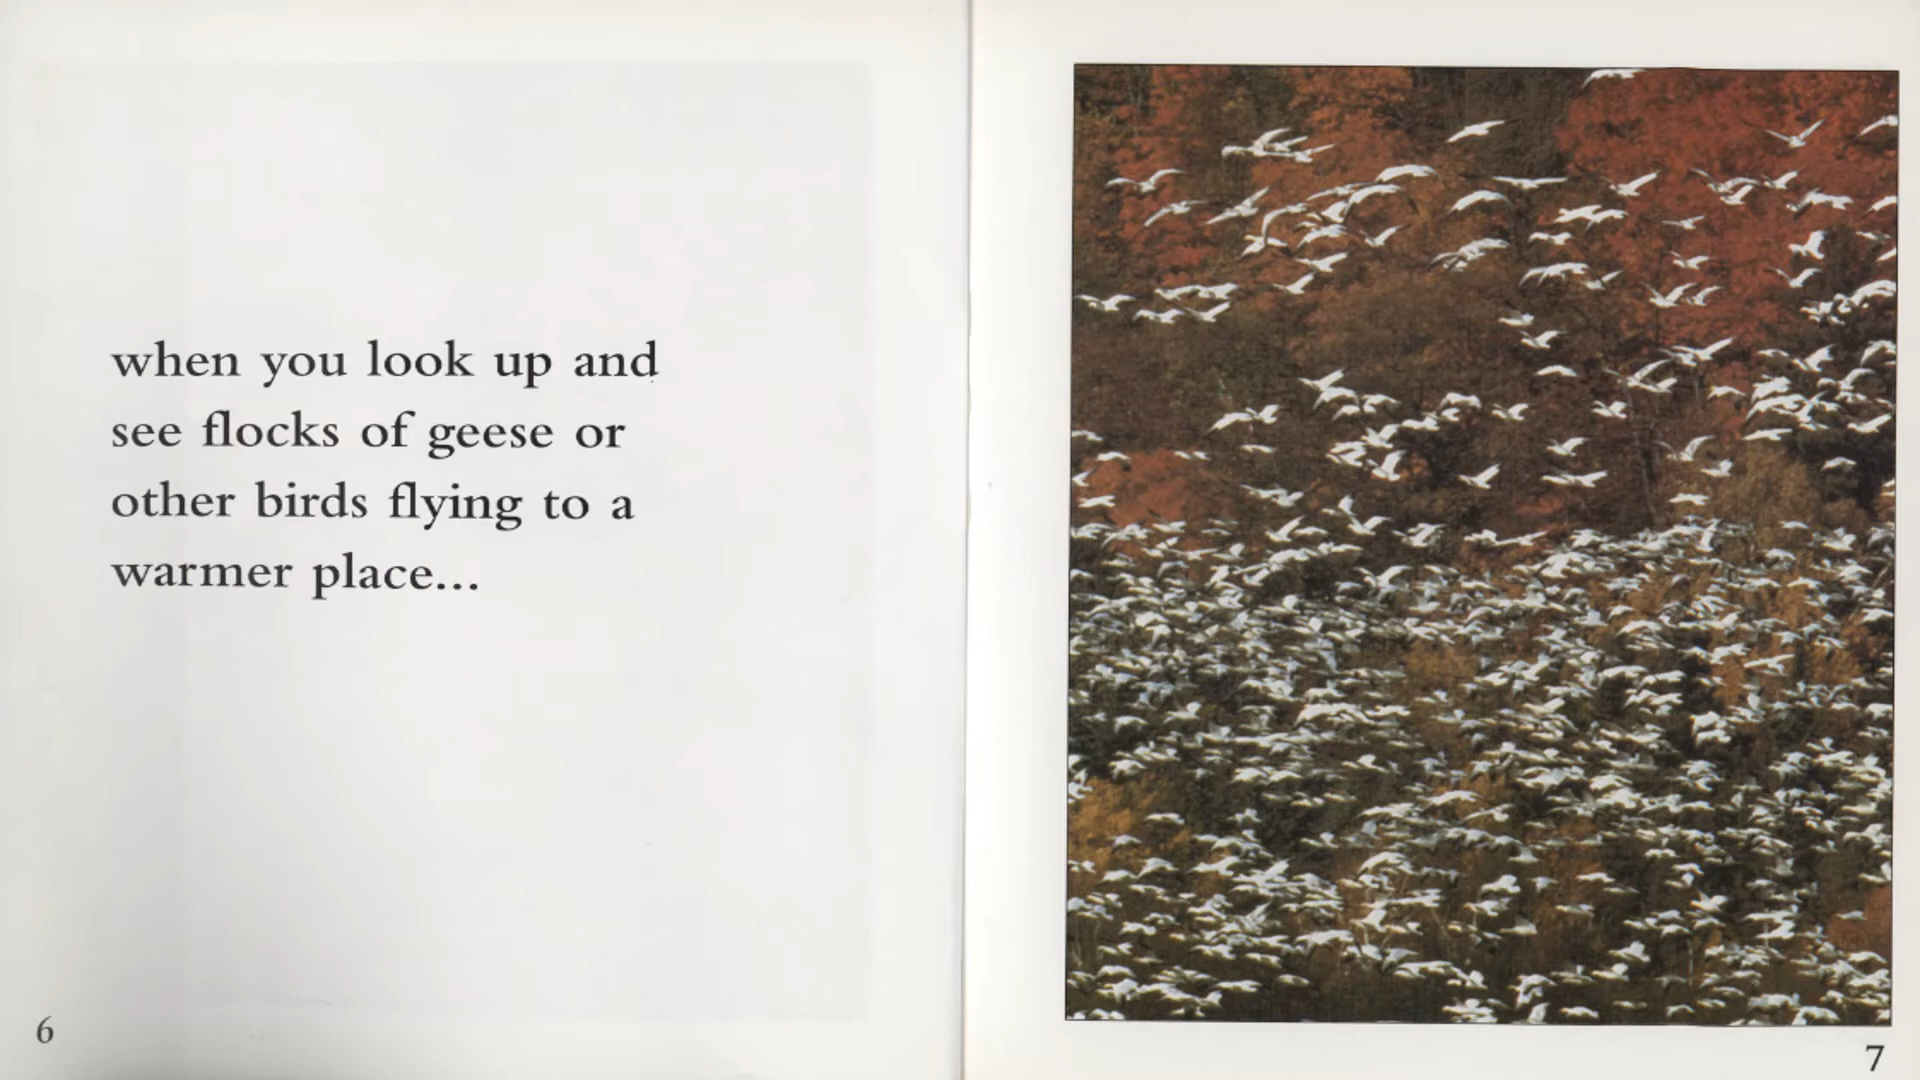 when you look up and
see flocks of geese or
other birds flying to a
warmer place...
6
7